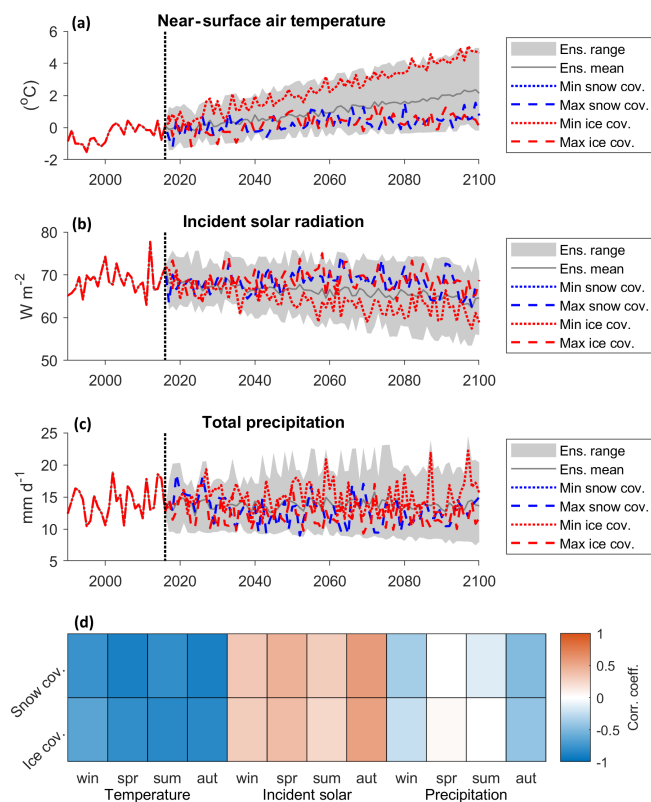 (a) Near-surface air temperature
6
4
2
0
-2
(°C)
2000 2020 2040 2060 2080 2100
Ens. range
Ens. mean
Min snow cov.
Max snow cov.
Min ice cov.
Max ice cov.
(b) Incident solar radiation
80
70
60
50
W m-2
2000 2020 2040 2060 2080 2100
Ens. range
Ens. mean
Min snow cov.
Max snow cov.
Min ice cov.
Max ice cov.
(c) Total precipitation
25
20
15
10
5
mm d-1
2000 2020 2040 2060 2080 2100
Ens. range
Ens. mean
Min snow cov.
Max snow cov.
Min ice cov.
Max ice cov.
(d)
Snow cov.
Ice cov.
win spr sum aut win spr sum aut win spr sum aut
Temperature Incident solar Precipitation
1
0.5
0
-0.5
-1
Corr. coeff.